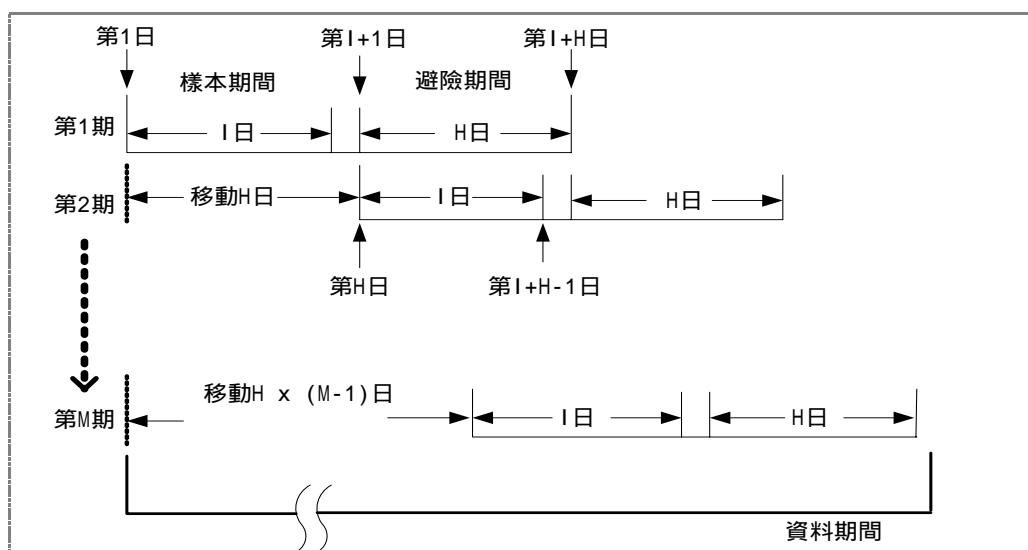 第1日 第I+1日 第I+H日
樣本期間 避險期間
第1期 I日 H日
第2期 移動H日 I日 H日
第H日 第I+H-1日
移動H x (M-1)日
第M期 I日 H日
資料期間